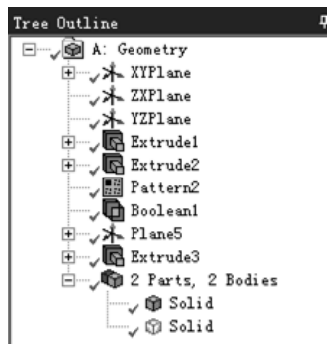 Tree Outline
A: Geometry
XYPlane
ZXPlane
YZPlane
Extrude1
Extrude2
Pattern2
Boolean1
Plane5
Extrude3
2 Parts, 2 Bodies
Solid
Solid